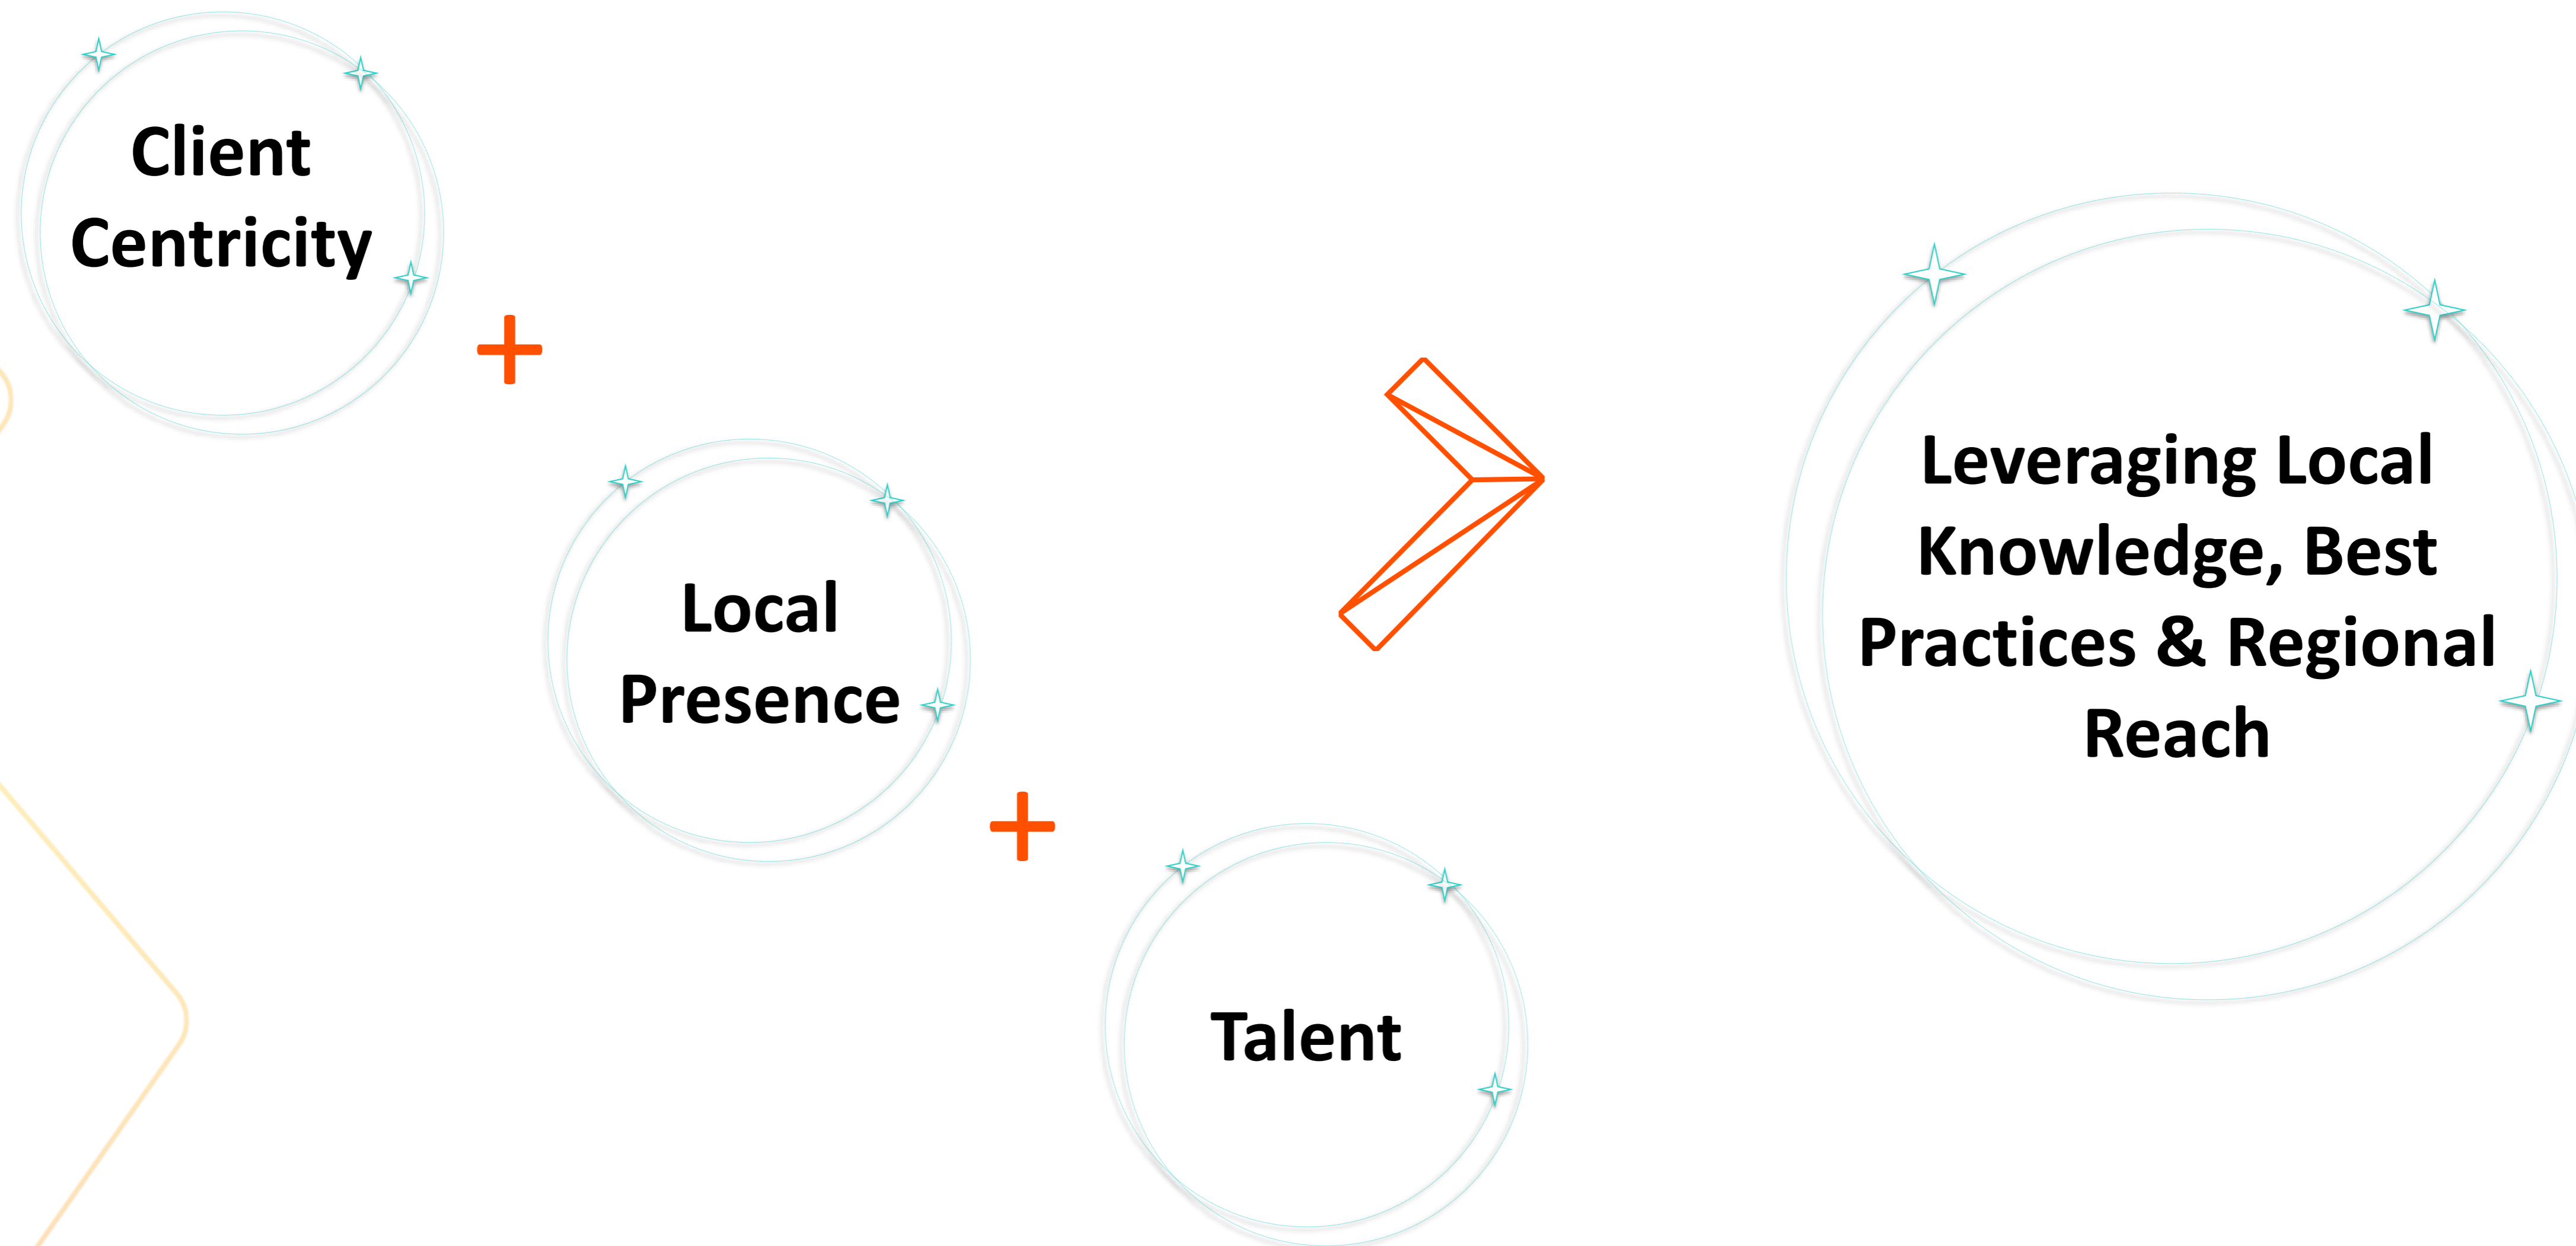 Client
Centricity
+
Local
Presence
+
Talent
Leveraging Local
Knowledge, Best
Practices & Regional
Reach